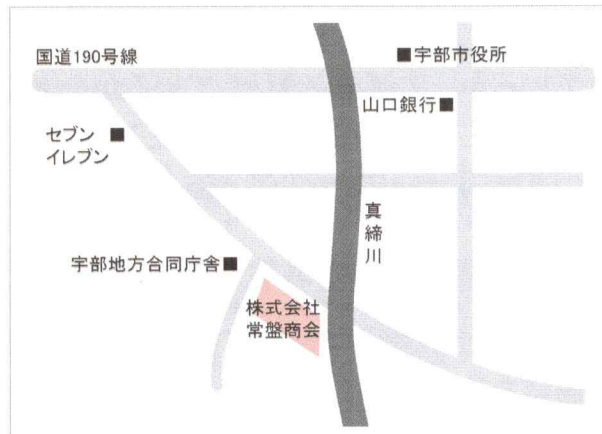 国道190号線
■宇部市役所
山口銀行■
セブン ■
イレブン
真締川
宇部地方合同庁舎■
株式会社
常盤商会